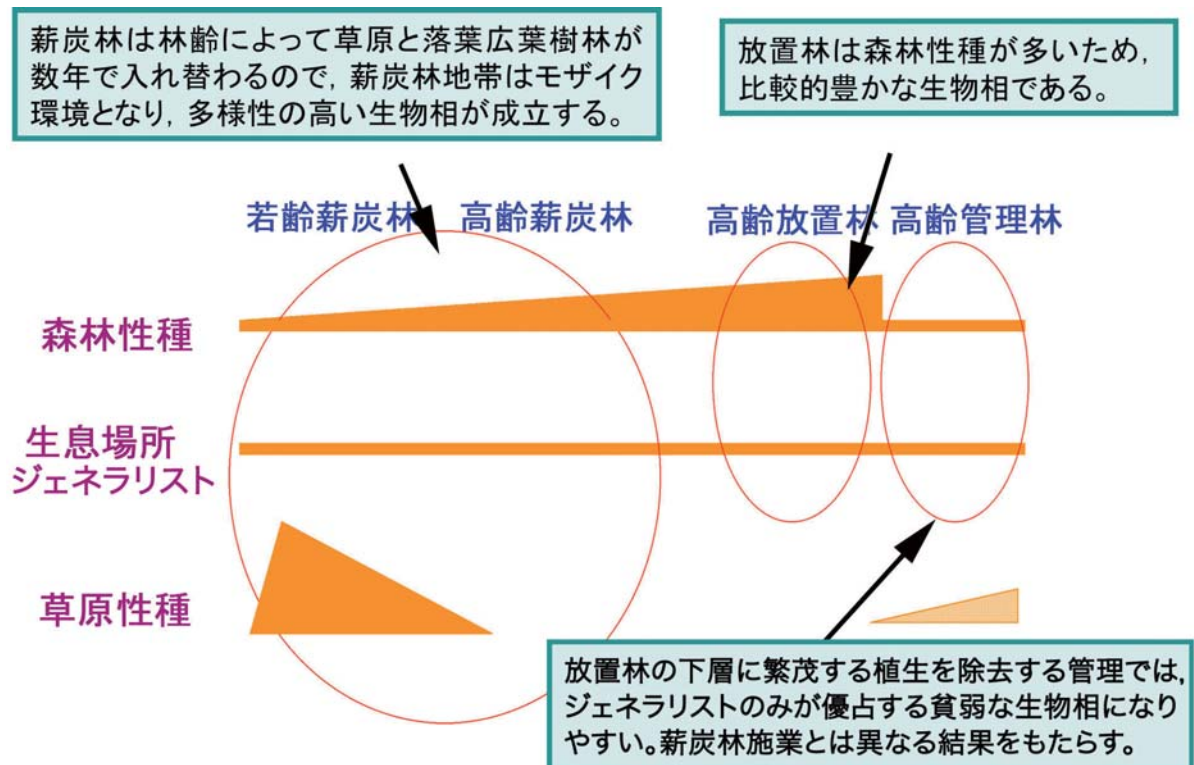 薪炭林は林齢によって草原と落葉広葉樹林が
数年で入れ替わるので，薪炭林地帯はモザイク
環境となり，多様性の高い生物相が成立する。
放置林は森林性種が多いため，
比較的豊かな生物相である。
若齢薪炭林 高齢薪炭林 高齢放置林 高齢管理林
森林性種
生息場所
ジェネラリスト
草原性種
放置林の下層に繁茂する植生を除去する管理では，
ジェネラリストのみが優占する貧弱な生物相になり
やすい。薪炭林施業とは異なる結果をもたらす。